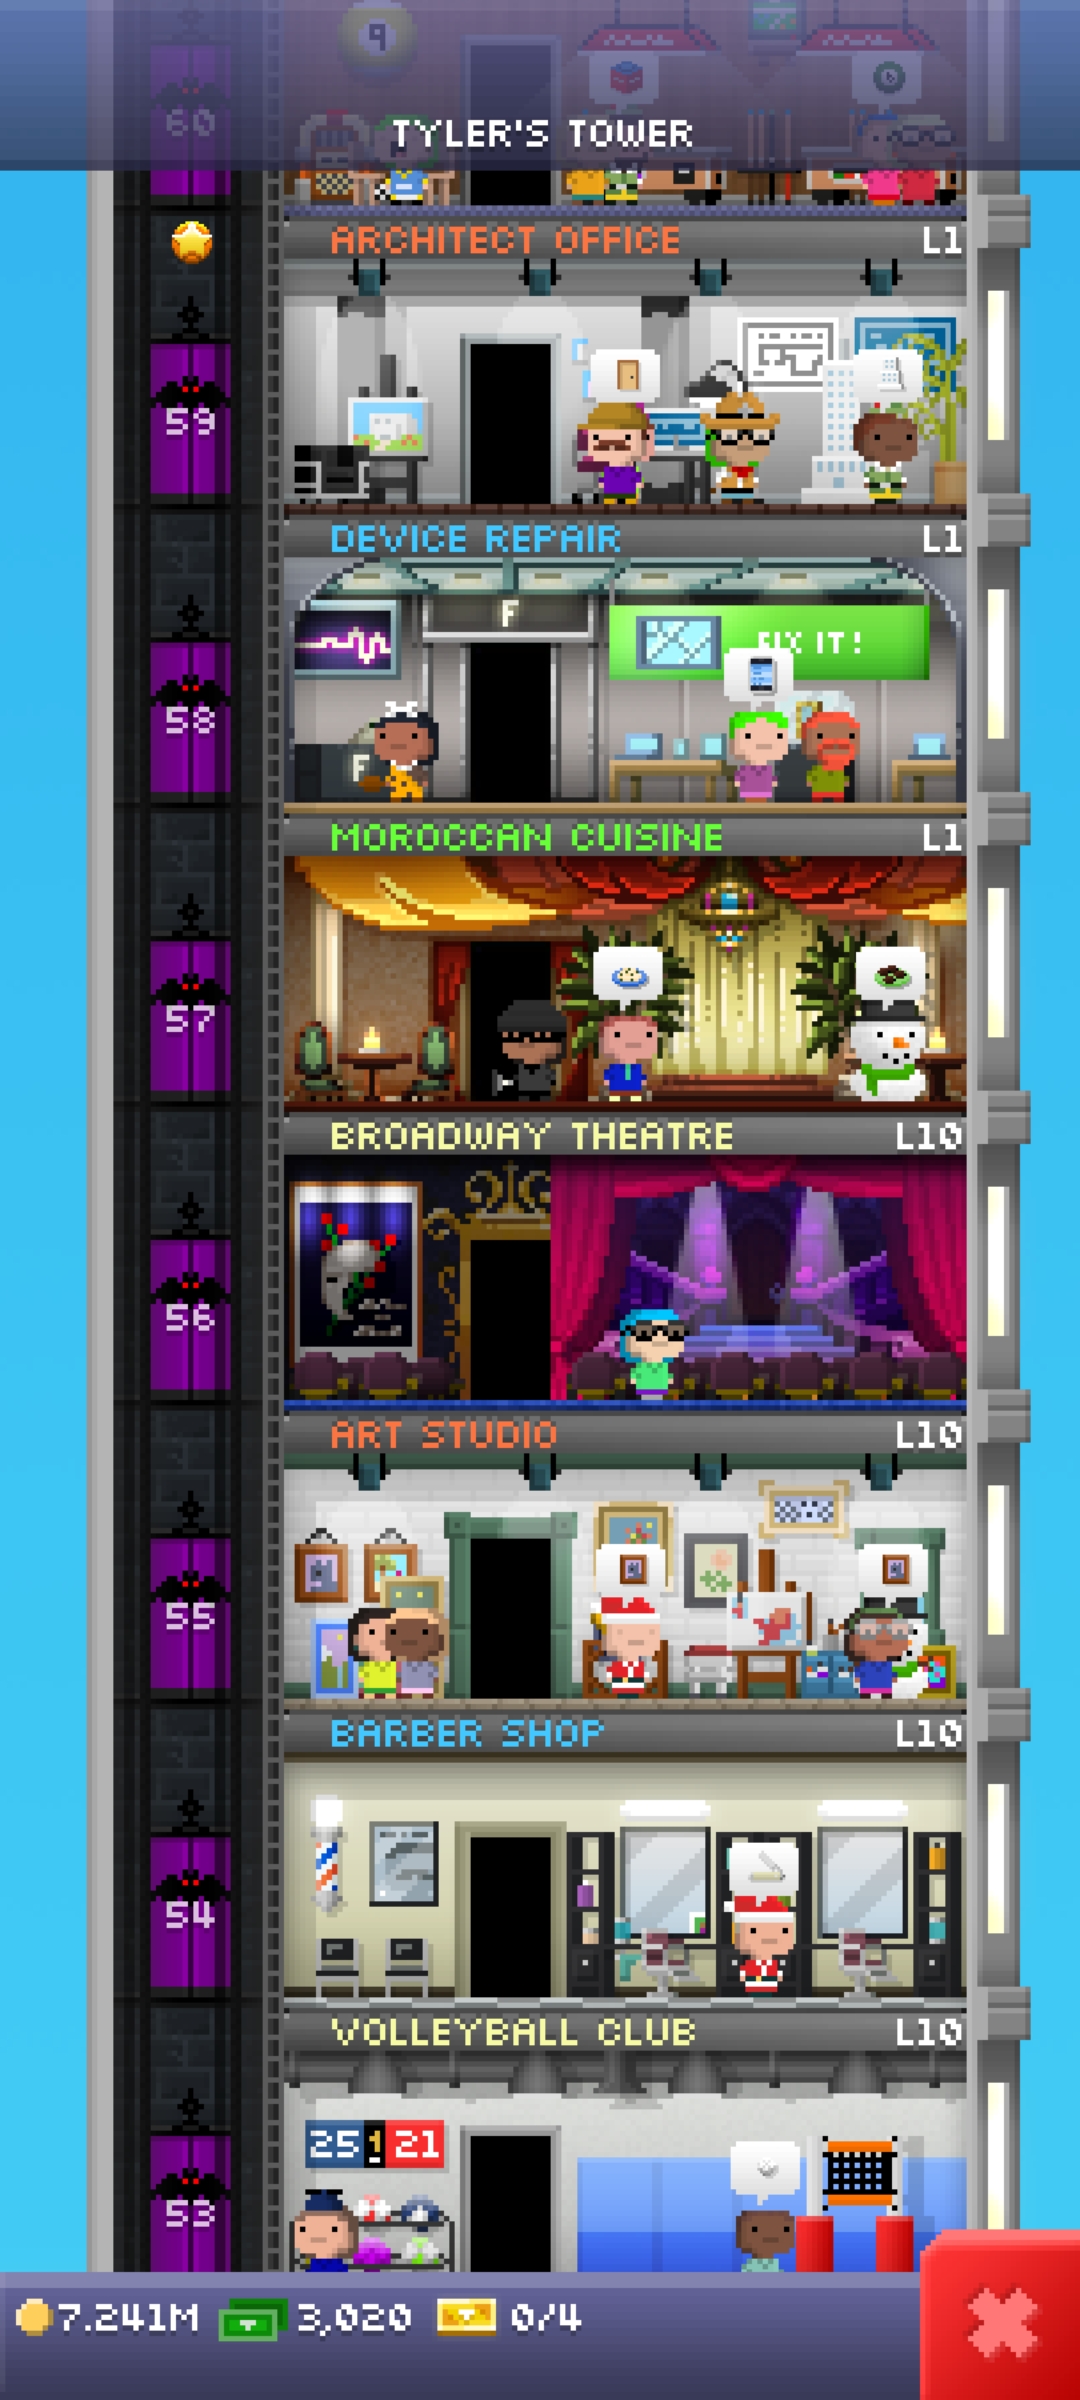 9
60
TYLER'S TOWER
ARCHITECT OFFICE L1
59
DEVICE REPAIR L1
F
FIX IT!
58
F
MOROCCAN CUISINE L1
57
BROADWAY THEATRE L10
56
ART STUDIO L10
55
BARBER SHOP L10
54
VOLLEYBALL CLUB L10
25 1 21
53
7.241M 3,020 0/4